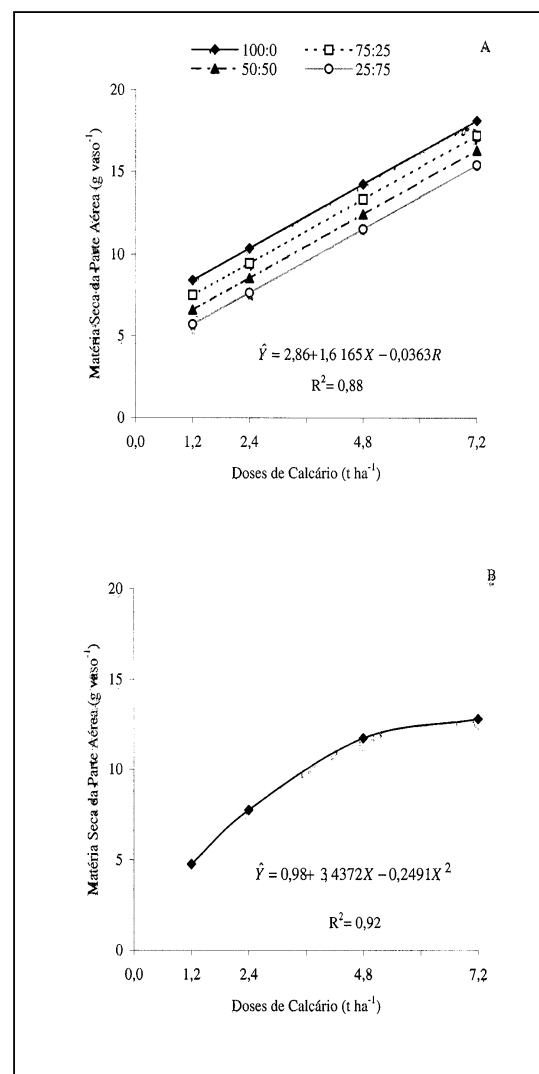 100:0 75:25 A
50:50 25:75
20
15
10
5
0
Matéria Seca da Parte Aérea (g vaso⁻¹)
Ŷ = 2,86+1,6165X − 0,0363R
R²= 0,88
0,0 1,2 2,4 4,8 7,2
Doses de Calcário (t ha⁻¹)
B
20
15
10
5
0
Matéria Seca da Parte Aérea (g vaso⁻¹)
Ŷ = 0,98+ 3,4372X − 0,2491X²
R²= 0,92
0,0 1,2 2,4 4,8 7,2
Doses de Calcário (t ha⁻¹)